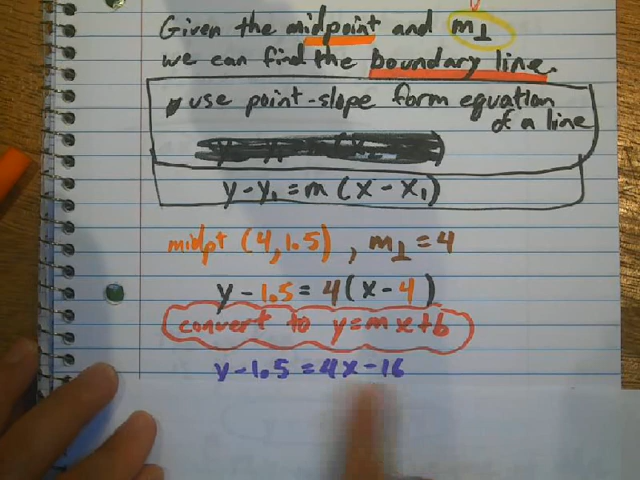 Given the midpoint and m⊥
we can find the boundary line.
use point-slope form equation
of a line
y-y₁=m(x-x₁)
midpt (4,1.5), m⊥=4
y-1.5=4(x-4)
convert to y=mx+b
y-1.5=4x-16